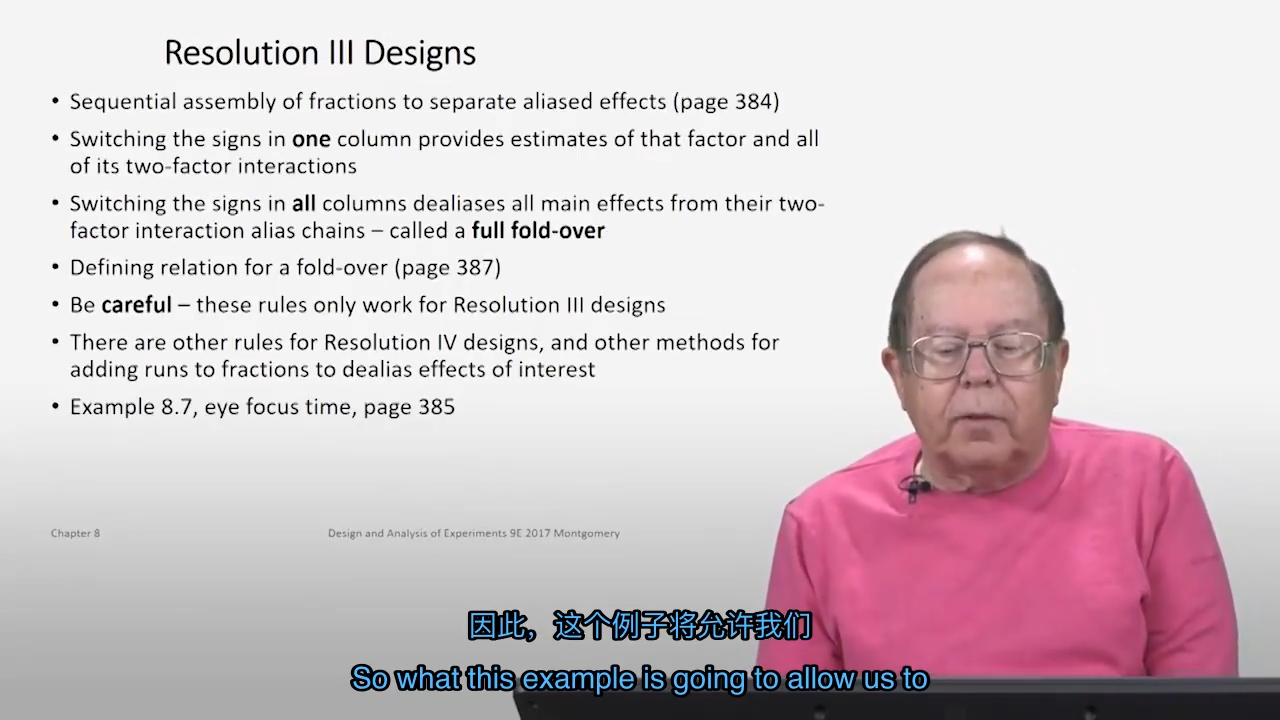 Resolution III Designs
• Sequential assembly of fractions to separate aliased effects (page 384)
• Switching the signs in one column provides estimates of that factor and all
of its two-factor interactions
• Switching the signs in all columns dealiases all main effects from their two-
factor interaction alias chains – called a full fold-over
• Defining relation for a fold-over (page 387)
• Be careful – these rules only work for Resolution III designs
• There are other rules for Resolution IV designs, and other methods for
adding runs to fractions to dealias effects of interest
• Example 8.7, eye focus time, page 385
Chapter 8
Design and Analysis of Experiments 9E 2017 Montgomery
因此，这个例子将允许我们
So what this example is going to allow us to